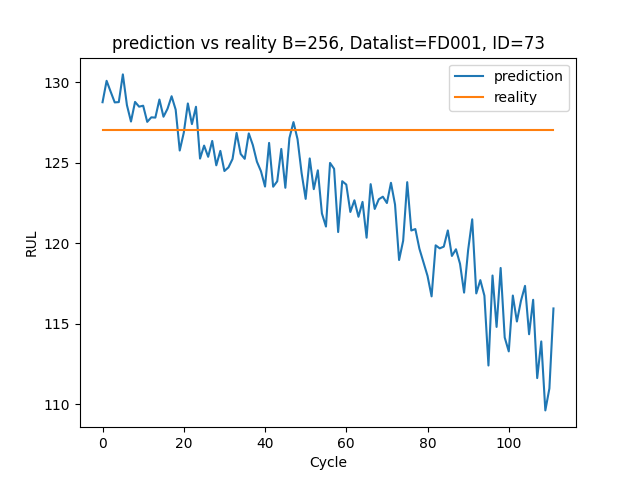 prediction vs reality B=256, Datalist=FD001, ID=73
prediction
reality
RUL
130
125
120
115
110
0 20 40 60 80 100
Cycle